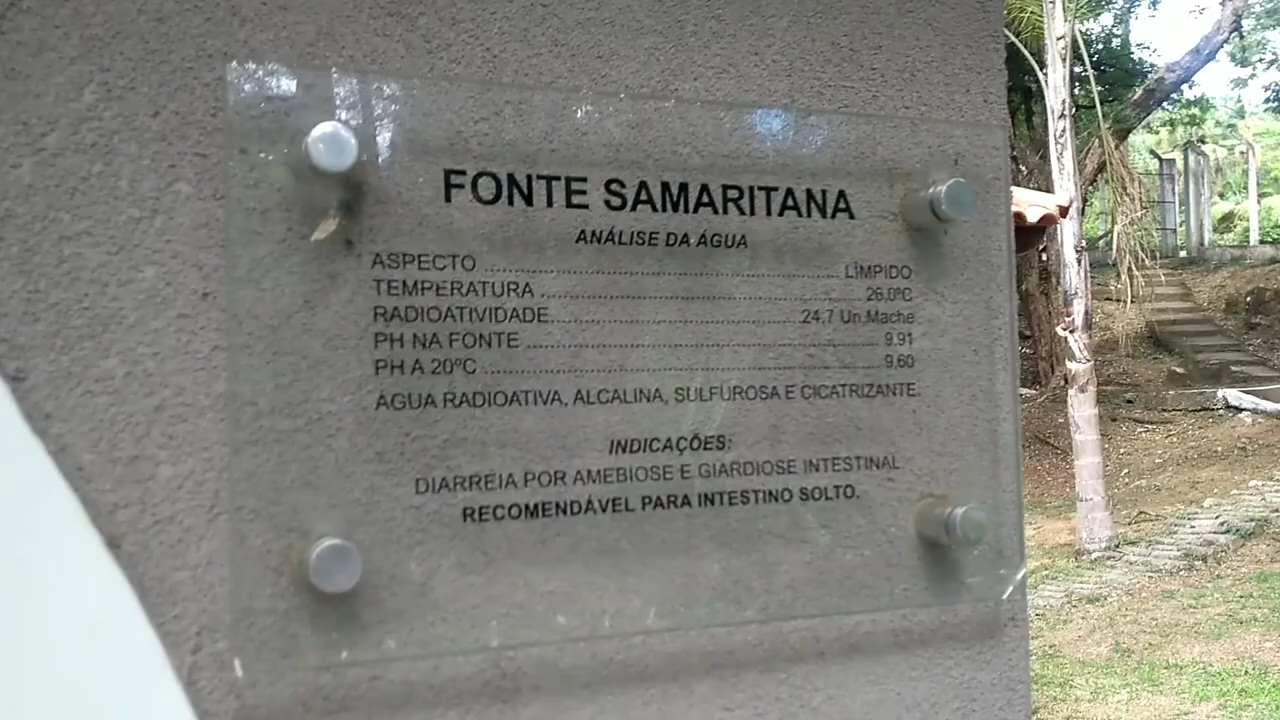 FONTE SAMARITANA
ANÁLISE DA ÁGUA
ASPECTO ........................................................ LÍMPIDO
TEMPERATURA ................................................ 26,0ºC
RADIOATIVIDADE.....................................24,7 Un.Mache
PH NA FONTE ..................................................... 9.91
PH A 20ºC ............................................................ 9,60
ÁGUA RADIOATIVA, ALCALINA, SULFUROSA E CICATRIZANTE.
INDICAÇÕES:
DIARREIA POR AMEBIOSE E GIARDIOSE INTESTINAL
RECOMENDÁVEL PARA INTESTINO SOLTO.